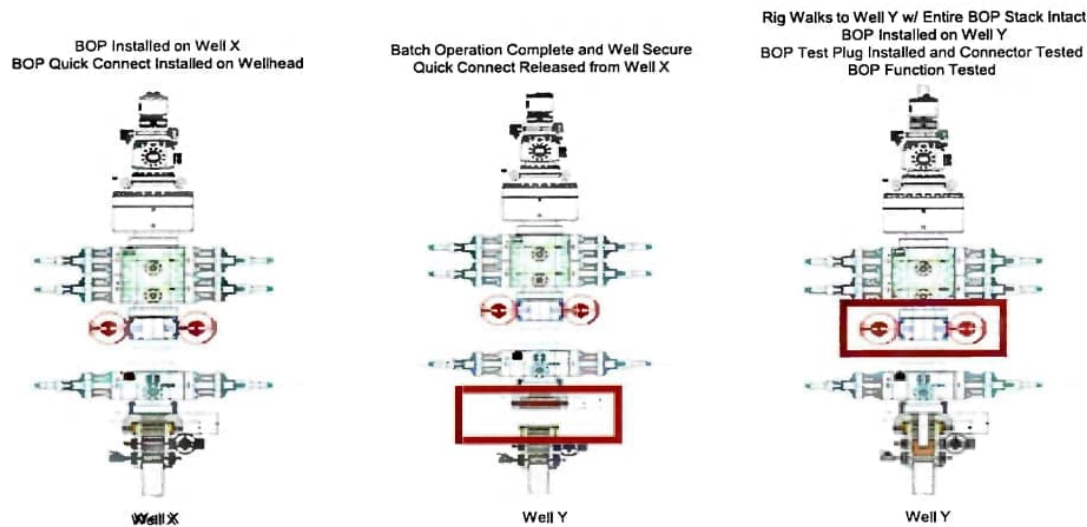 BOP Installed on Well X
BOP Quick Connect Installed on Wellhead
Batch Operation Complete and Well Secure
Quick Connect Released from Well X
Rig Walks to Well Y w/ Entire BOP Stack Intact
BOP Installed on Well Y
BOP Test Plug Installed and Connector Tested
BOP Function Tested
Well X
Well Y
Well Y